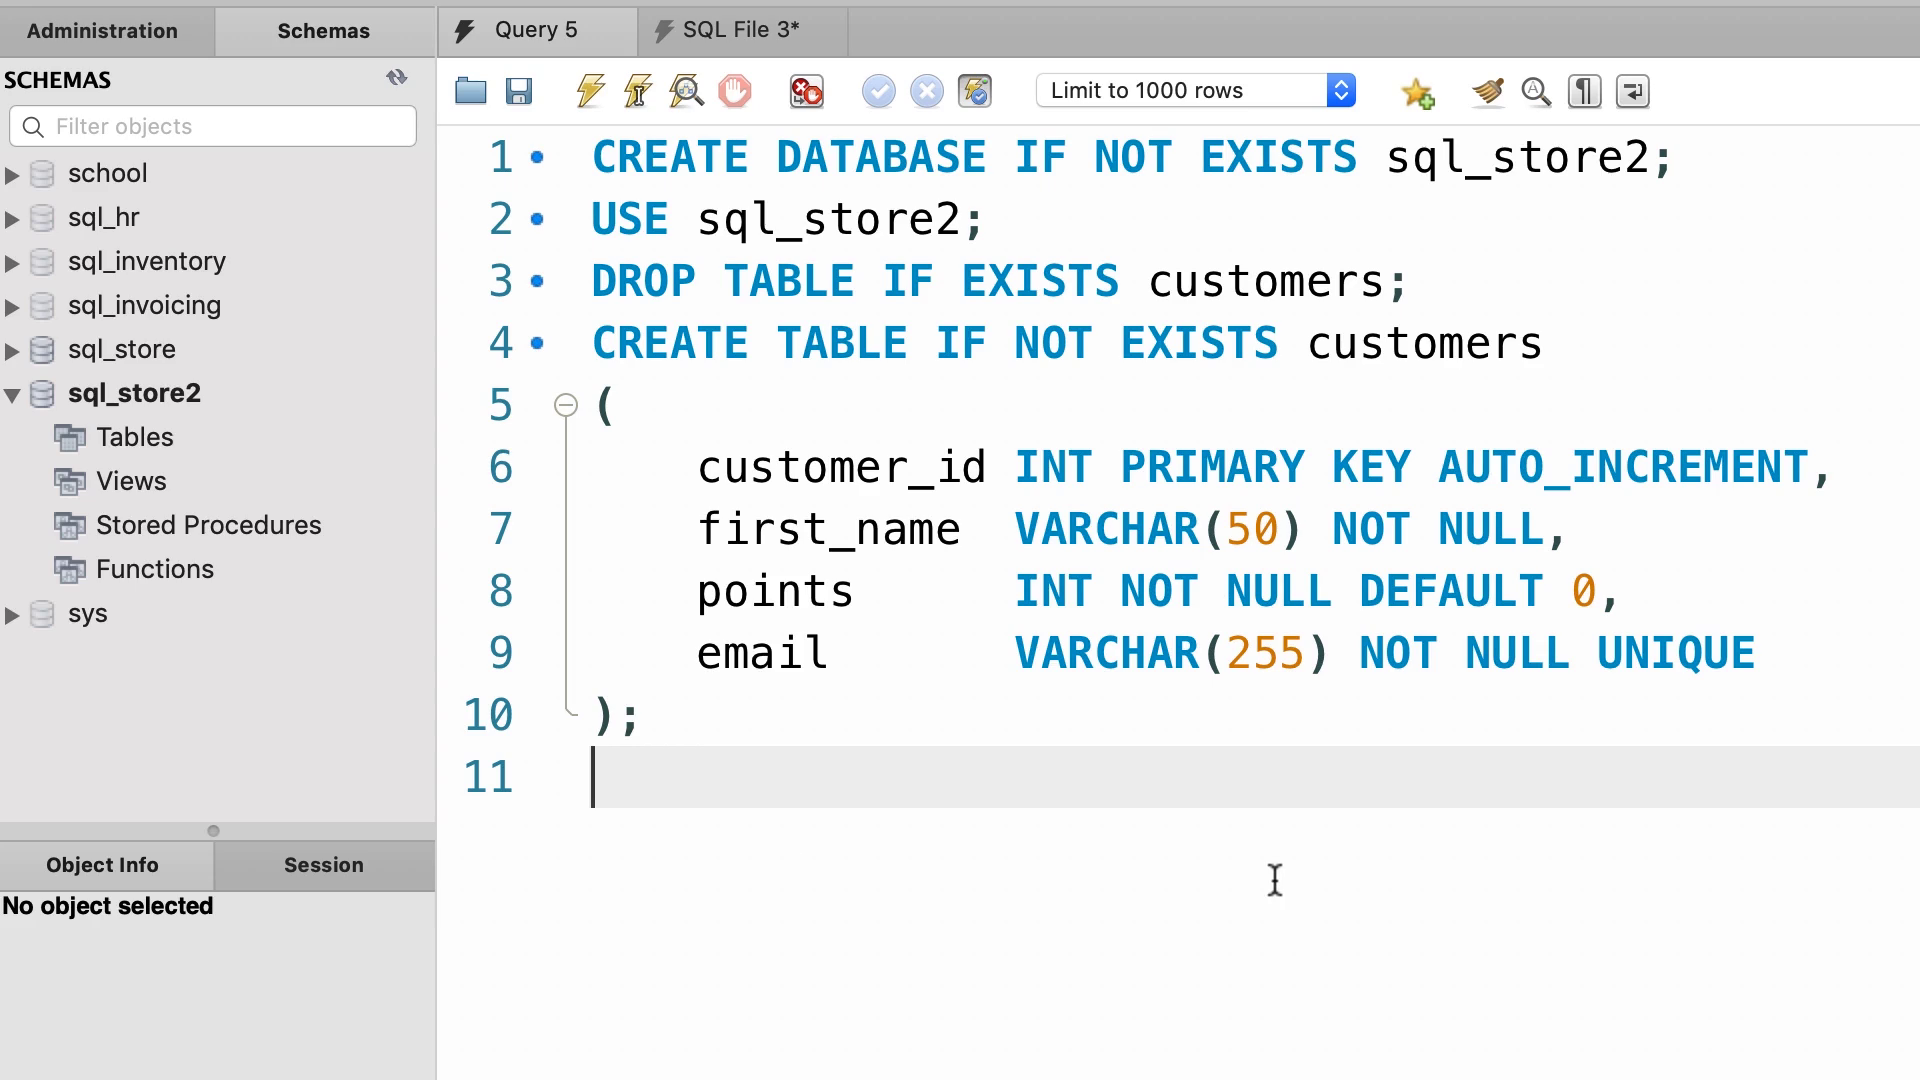 Administration
Schemas
Query 5
SQL File 3*
SCHEMAS
Filter objects
school
sql_hr
sql_inventory
sql_invoicing
sql_store
sql_store2
Tables
Views
Stored Procedures
Functions
sys
Object Info
Session
No object selected
Limit to 1000 rows
1 CREATE DATABASE IF NOT EXISTS sql_store2;
2 USE sql_store2;
3 DROP TABLE IF EXISTS customers;
4 CREATE TABLE IF NOT EXISTS customers
5 (
6 customer_id INT PRIMARY KEY AUTO_INCREMENT,
7 first_name VARCHAR(50) NOT NULL,
8 points INT NOT NULL DEFAULT 0,
9 email VARCHAR(255) NOT NULL UNIQUE
10 );
11